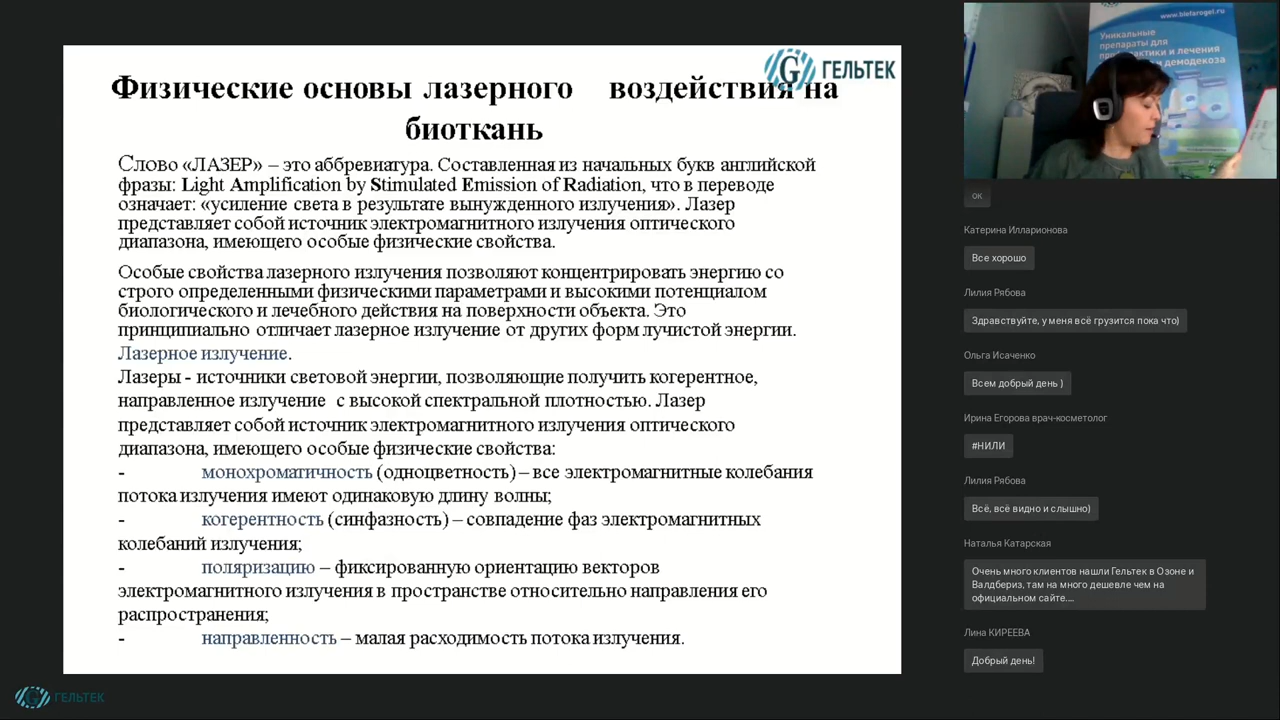 ГЕЛЬТЕК
Физические основы лазерного воздействия на
биоткань
Слово «ЛАЗЕР» – это аббревиатура. Составленная из начальных букв английской
фразы: Light Amplification by Stimulated Emission of Radiation, что в переводе
означает: «усиление света в результате вынужденного излучения». Лазер
представляет собой источник электромагнитного излучения оптического
диапазона, имеющего особые физические свойства.
Особые свойства лазерного излучения позволяют концентрировать энергию со
строго определенными физическими параметрами и высокими потенциалом
биологического и лечебного действия на поверхности объекта. Это
принципиально отличает лазерное излучение от других форм лучистой энергии.
Лазерное излучение.
Лазеры - источники световой энергии, позволяющие получить когерентное,
направленное излучение с высокой спектральной плотностью. Лазер
представляет собой источник электромагнитного излучения оптического
диапазона, имеющего особые физические свойства:
- монохроматичность (одноцветность) – все электромагнитные колебания
потока излучения имеют одинаковую длину волны;
- когерентность (синфазность) – совпадение фаз электромагнитных
колебаний излучения;
- поляризацию – фиксированную ориентацию векторов
электромагнитного излучения в пространстве относительно направления его
распространения;
- направленность – малая расходимость потока излучения.
ГЕЛЬТЕК
www.blefarogel.ru
Уникальные
препараты для
и лечения
демодекоза
ок
Катерина Илларионова
Все хорошо
Лилия Рябова
Здравствуйте, у меня всё грузится пока что)
Ольга Исаченко
Всем добрый день )
Ирина Егорова врач-косметолог
#НИЛИ
Лилия Рябова
Всё, всё видно и слышно)
Наталья Катарская
Очень много клиентов нашли Гельтек в Озоне и
Валдбериз, там на много дешевле чем на
официальном сайте....
Лина КИРЕЕВА
Добрый день!